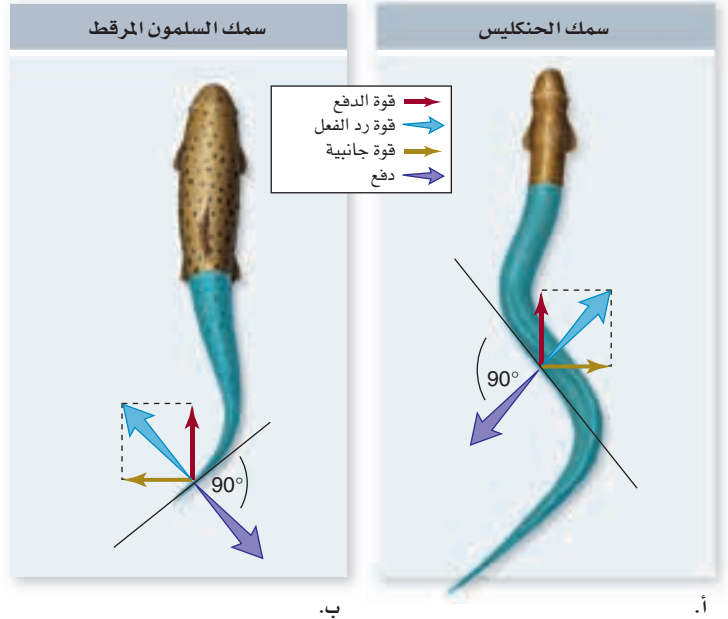 سمك الحنكليس
سمك السلمون المرقط
قوة الدفع
قوة رد الفعل
قوة جانبية
دفع
90°
90°
أ.
ب.